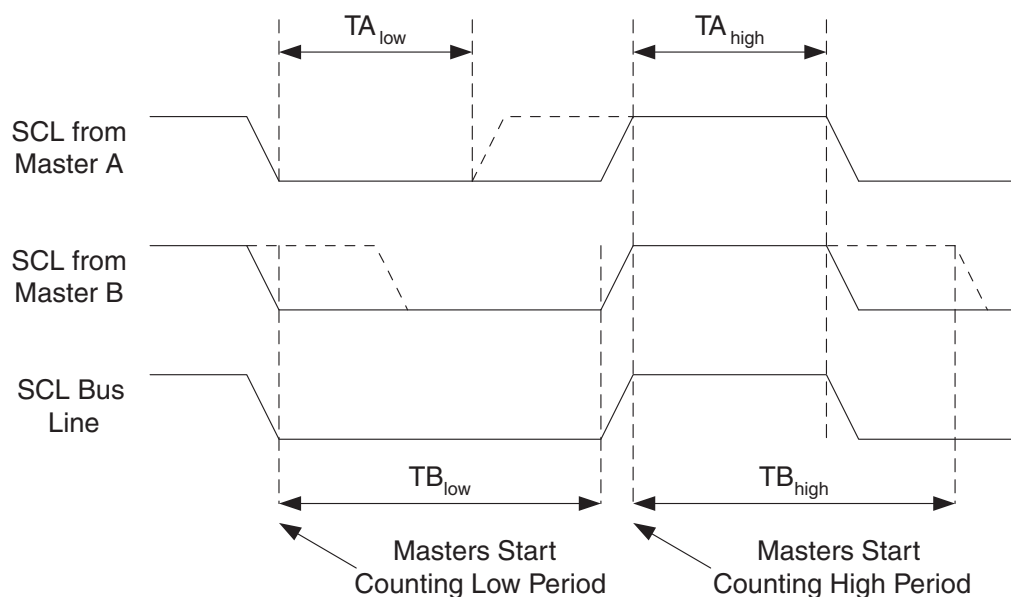 TA low
TA high
SCL from
Master A
SCL from
Master B
SCL Bus
Line
TB low
TB high
Masters Start
Counting Low Period
Masters Start
Counting High Period